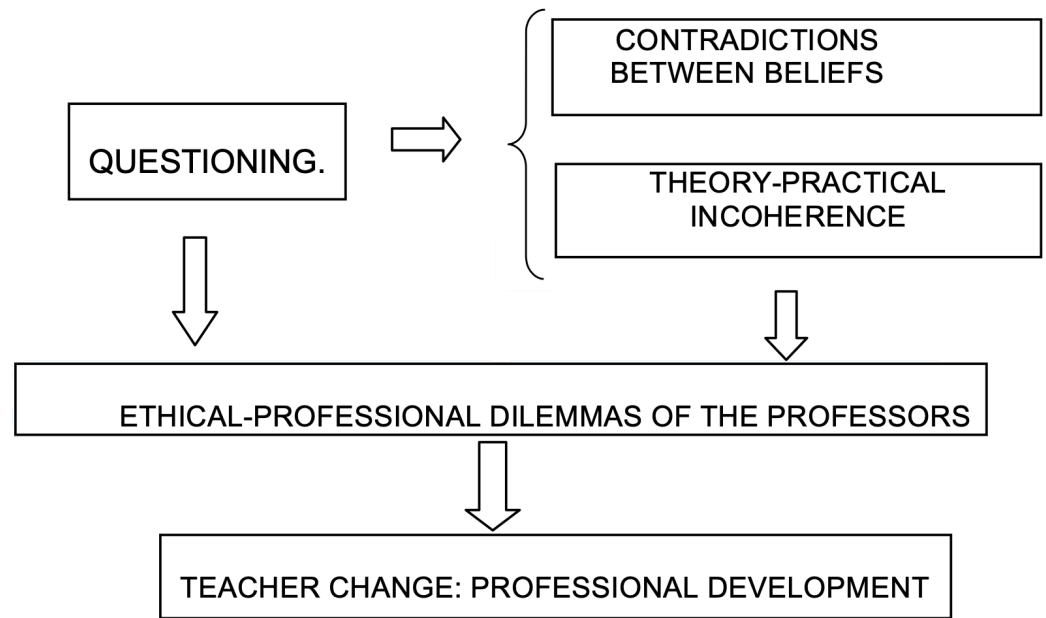 CONTRADICTIONS
BETWEEN BELIEFS
QUESTIONING.
THEORY-PRACTICAL
INCOHERENCE
ETHICAL-PROFESSIONAL DILEMMAS OF THE PROFESSORS
TEACHER CHANGE: PROFESSIONAL DEVELOPMENT